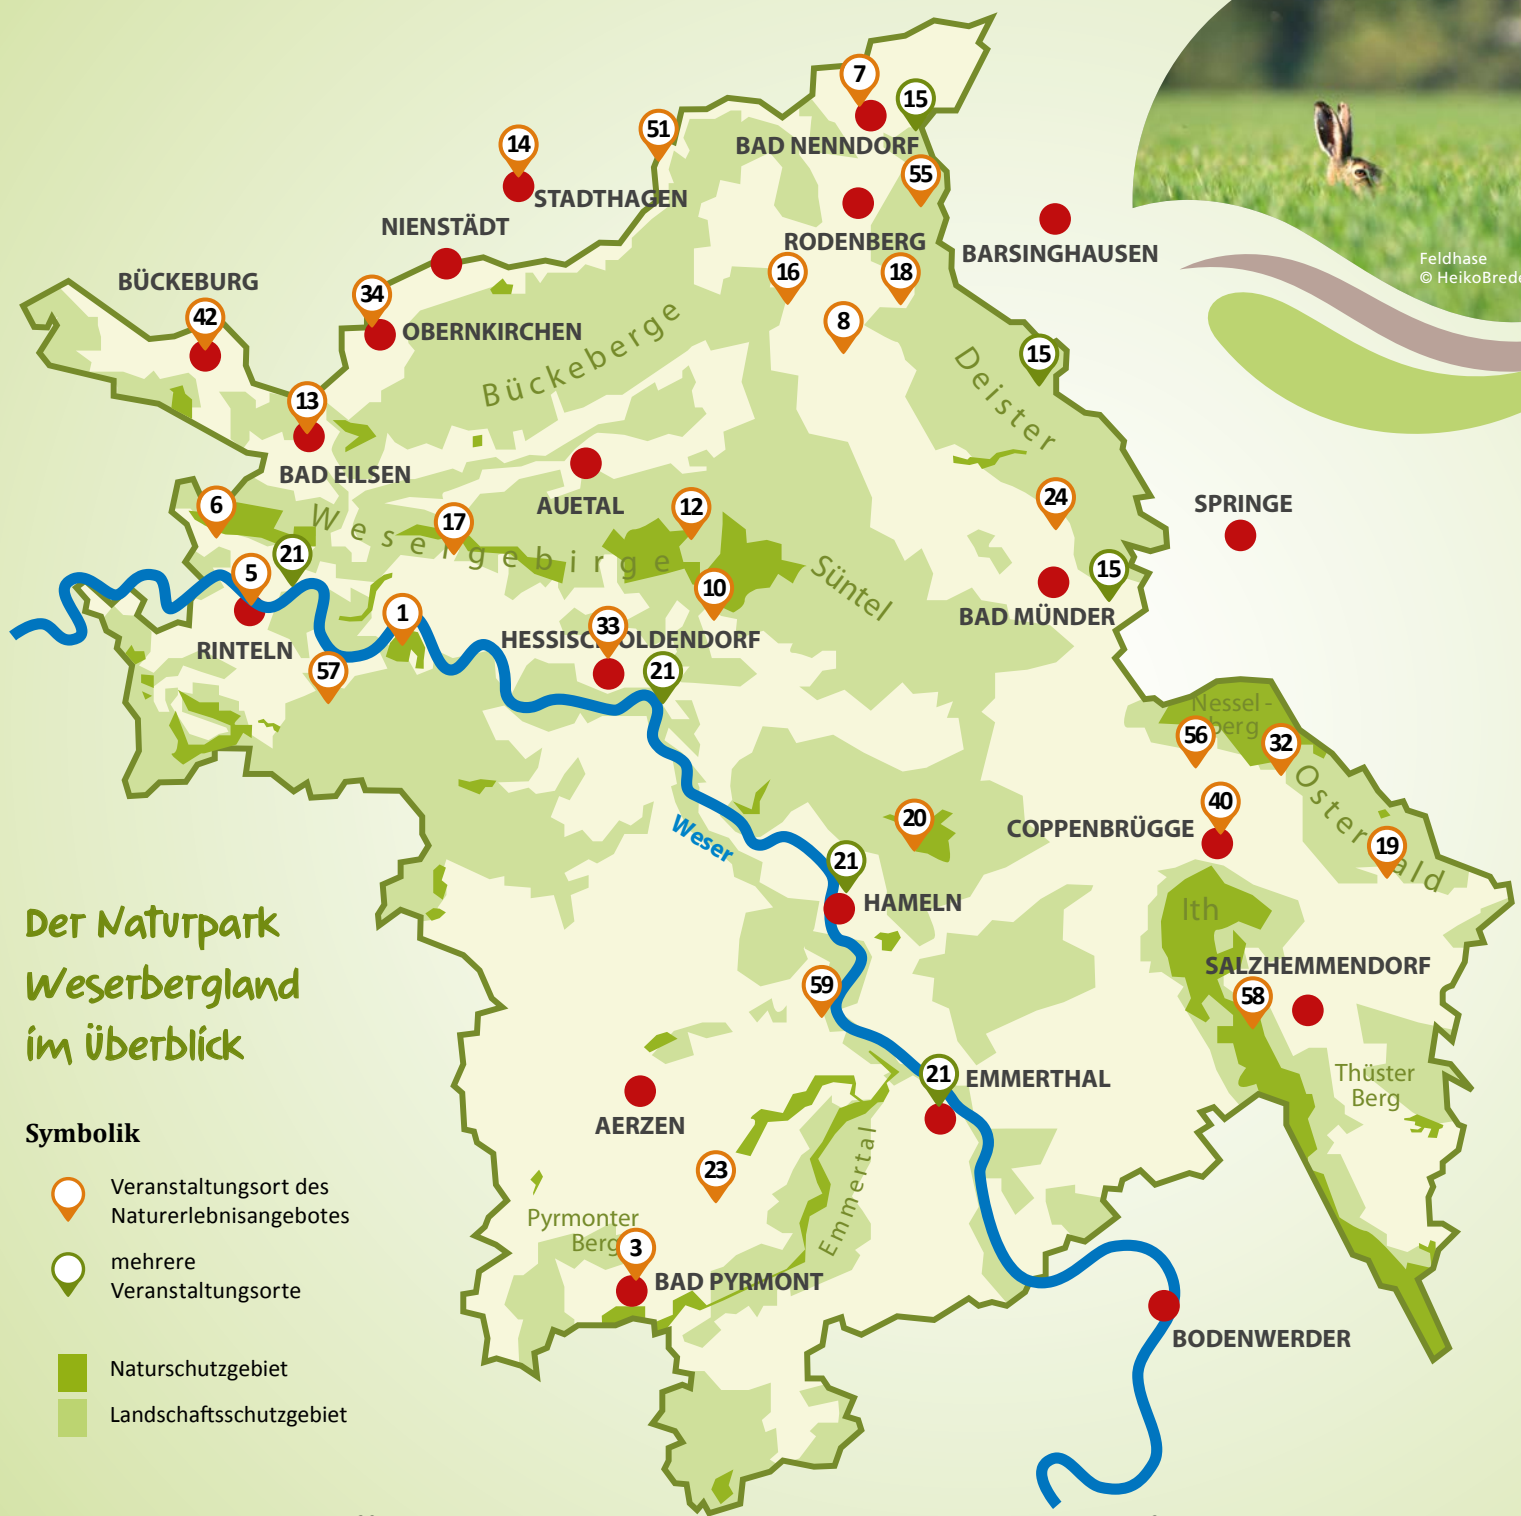 7
15
51
14
BAD NENNDORF
55
STADTHAGEN
NIENSTÄDT
RODENBERG
BARSINGHAUSEN
Feldhase
16
18
BÜCKEBURG
34
42
OBERNKIRCHEN
8
Bückeberge
15
Deister
13
BAD EILSEN
AUETAL
24
SPRINGE
6
17
12
Wesergebirge
21
5
10
Süntel
15
BAD MÜNDER
1
33
HESSISCH OLDENDORF
RINTELN
57
21
Nessel-
berg
56
32
Osterwald
40
COPPENBRÜGGE
20
19
Weser
21
HAMELN
Ith
Der Naturpark
Weserbergland
im Überblick
SALZHEMMENDORF
59
58
21
EMMERTHAL
Thüster
Berg
AERZEN
Symbolik
23
Emmertal
Veranstaltungsort des
Naturerlebnisangebotes
Pyrmonter
Berg
3
mehrere
Veranstaltungsorte
BAD PYRMONT
BODENWERDER
Naturschutzgebiet
Landschaftsschutzgebiet